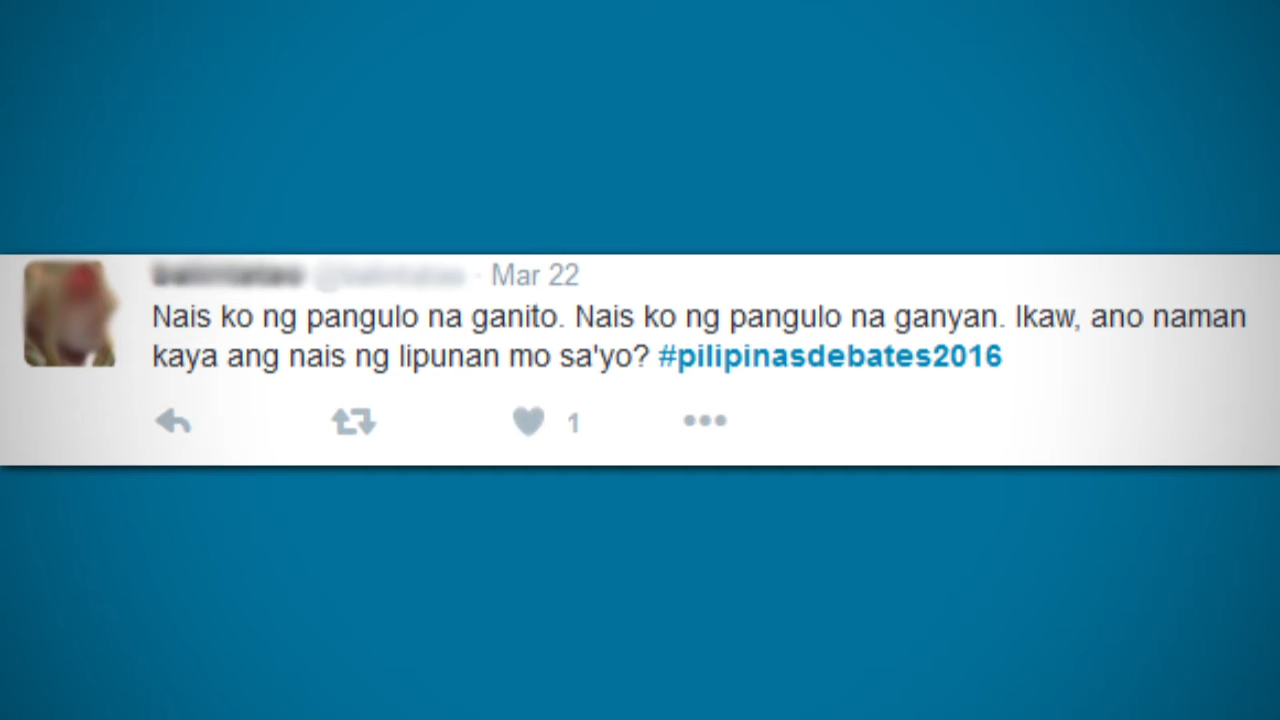 Mar 22
Nais ko ng pangulo na ganito. Nais ko ng pangulo na ganyan. Ikaw, ano naman
kaya ang nais ng lipunan mo sa'yo? #pilipinasdebates2016
1